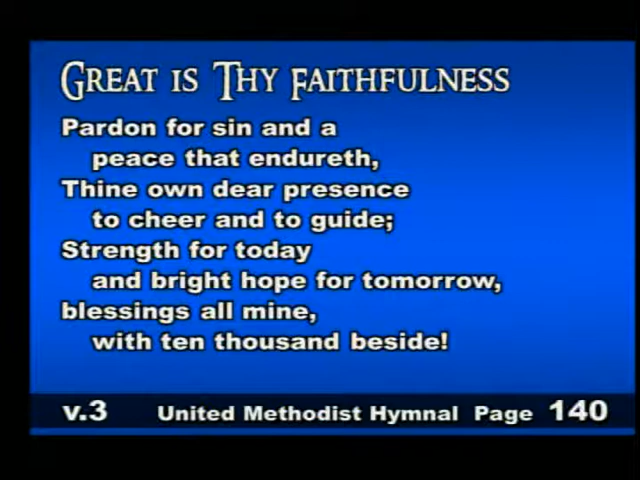 Great is Thy Faithfulness
Pardon for sin and a
peace that endureth,
Thine own dear presence
to cheer and to guide;
Strength for today
and bright hope for tomorrow,
blessings all mine,
with ten thousand beside!
v.3 United Methodist Hymnal Page 140